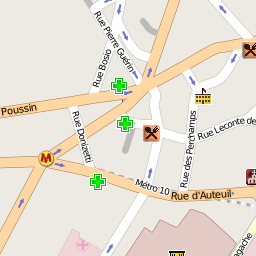 Rue Pierre Guérin
Rue Bosio
Poussin
Rue Donizetti
Rue des Perchamps
Rue Leconte de
M
Métro 10
Rue d'Auteuil